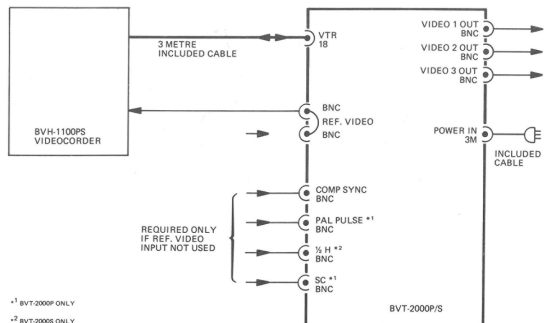 3 METRE
INCLUDED CABLE
VTR
18
VIDEO 1 OUT
BNC
VIDEO 2 OUT
BNC
VIDEO 3 OUT
BNC
BVH-1100PS
VIDEOCORDER
BNC
REF. VIDEO
BNC
POWER IN
3M
INCLUDED
CABLE
REQUIRED ONLY
IF REF. VIDEO
INPUT NOT USED
COMP SYNC
BNC
PAL PULSE *1
BNC
½ H *2
BNC
SC *1
BNC
BVT-2000P/S
*1 BVT-2000P ONLY
*2 BVT-2000S ONLY